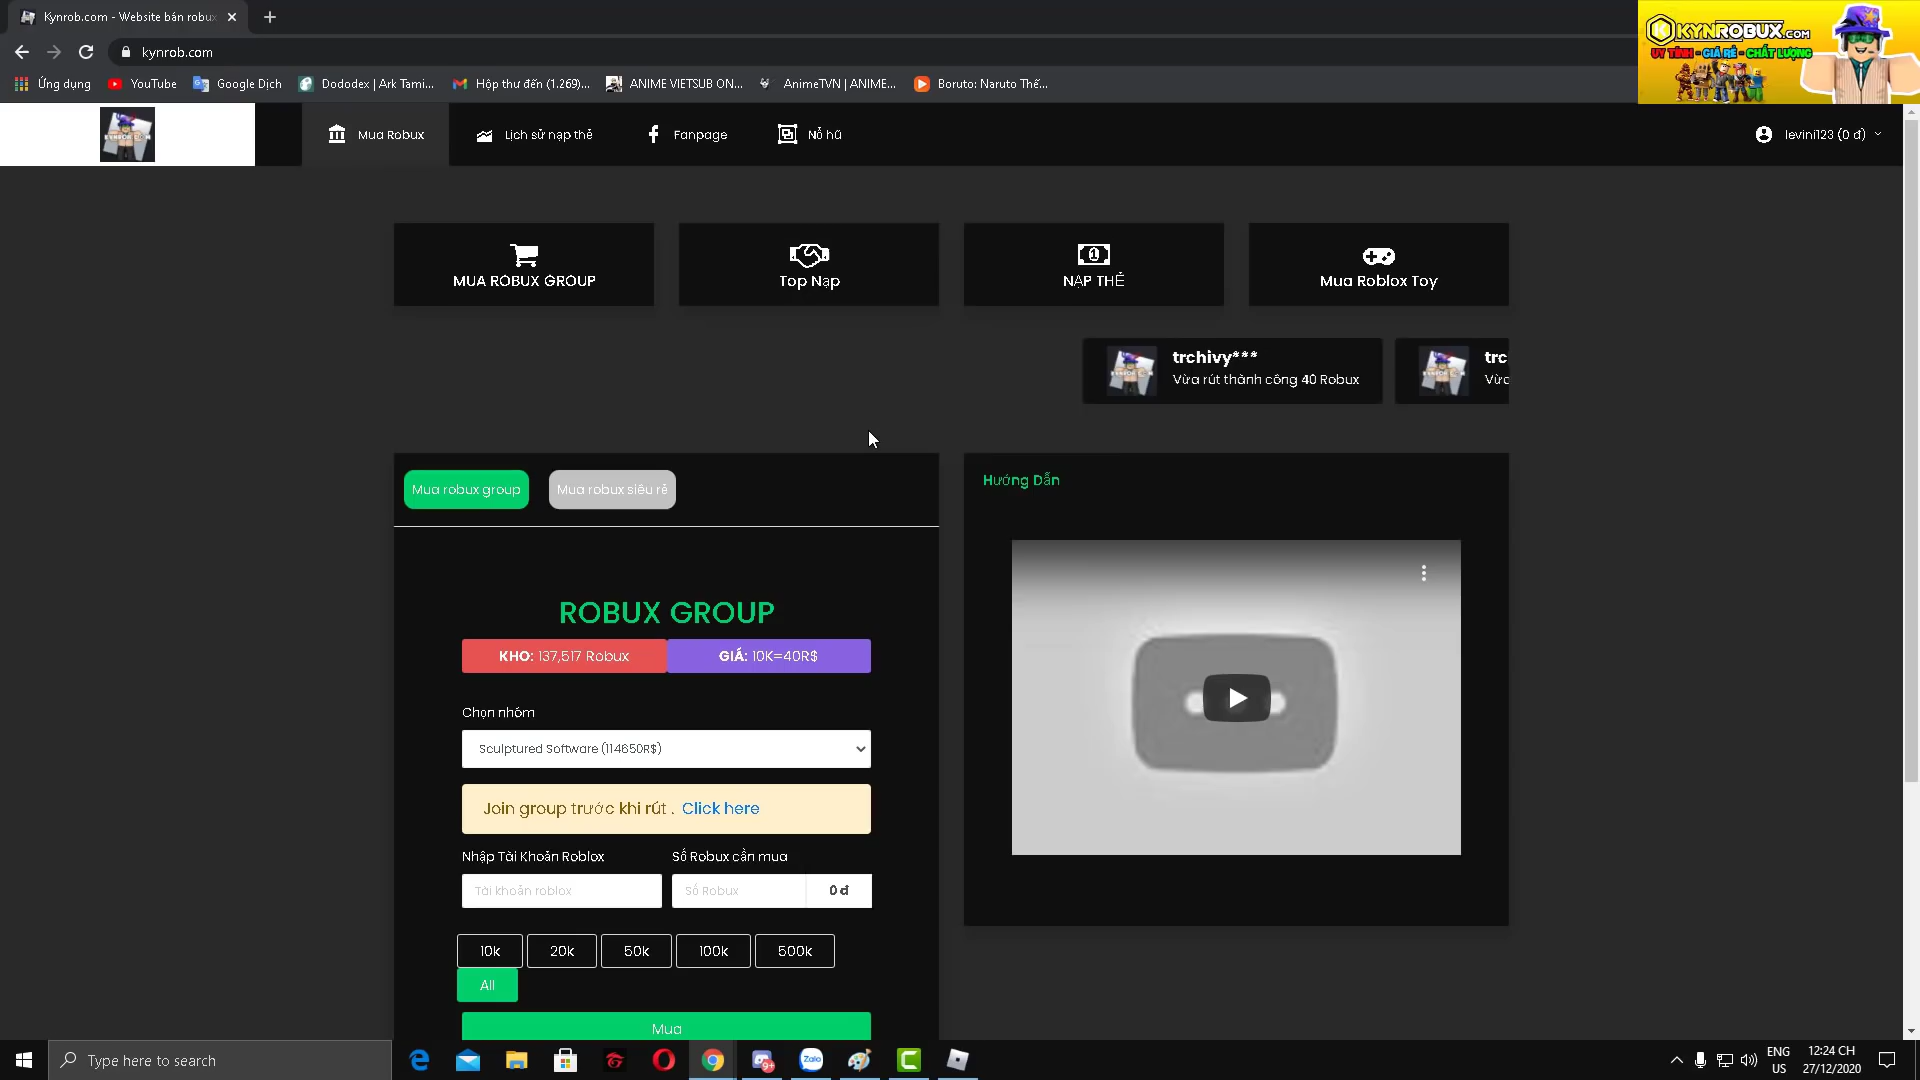 Kynrob.com - Website bán robux
KYNROBUX.COM
UY TÍNH - GIÁ RẺ - CHẤT LƯỢNG
kynrob.com
Ứng dụng
YouTube
Google Dịch
Dododex | Ark Tami...
Hộp thư đến (1.269)...
ANIME VIETSUB ON...
AnimeTVN | ANIME...
Boruto: Naruto Thế...
Mua Robux
Lịch sử nạp thẻ
Fanpage
Nổ hũ
levini123 (0 đ)
MUA ROBUX GROUP
Top Nạp
NẠP THẺ
Mua Roblox Toy
trchivy***
Vừa rút thành công 40 Robux
trc
Vừa
Mua robux group
Mua robux siêu rẻ
Hướng Dẫn
ROBUX GROUP
KHO: 137,517 Robux
GIÁ: 10K=40R$
Chọn nhóm
Sculptured Software (114650R$)
Join group trước khi rút . Click here
Nhập Tài Khoản Roblox
Số Robux cần mua
Tài khoản roblox
Số Robux
0 đ
10k
20k
50k
100k
500k
All
Mua
Type here to search
9+
Zalo
ENG
US
12:24 CH
27/12/2020